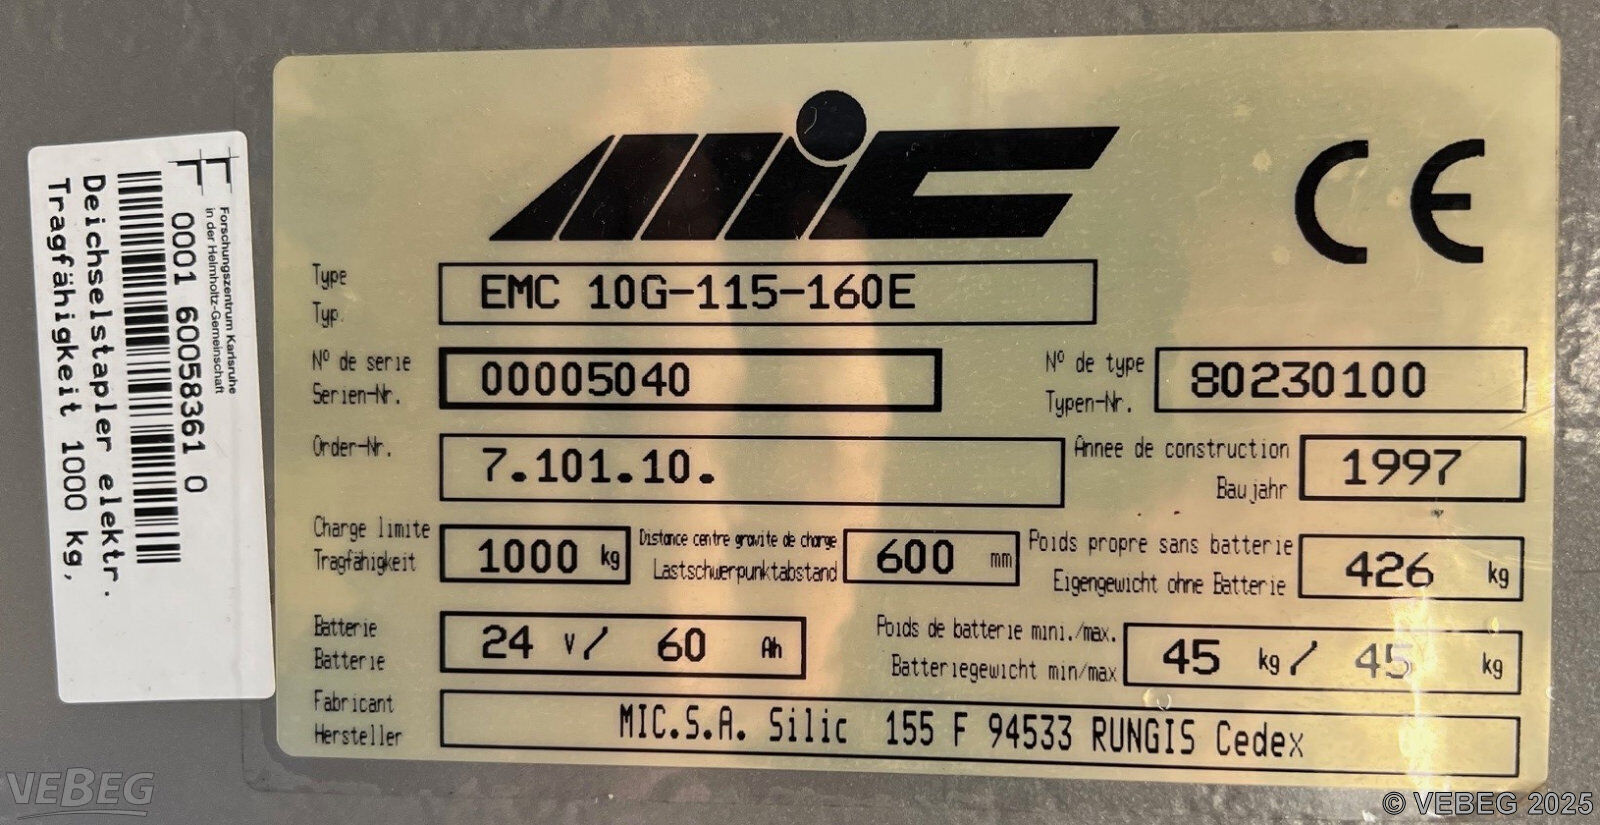 Forschungszentrum Karlsruhe
in der Helmholtz-Gemeinschaft
0001 60058361 0
Deichselstapler elektr.
Tragfähigkeit 1000 kg,
MIC
CE
Type
Typ.
EMC 10G-115-160E
Nº de serie
Serien-Nr.
00005040
Nº de type
Typen-Nr.
80230100
Order-Nr.
7.101.10.
Annee de construction
Baujahr
1997
Charge limite
Tragfähigkeit
1000 kg
Distance centre gravite de charge
Lastschwerpunktabstand
600 mm
Poids propre sans batterie
Eigengewicht ohne Batterie
426 kg
Batterie
Batterie
24 V / 60 Ah
Poids de batterie mini./max.
Batteriegewicht min/max
45 kg / 45 kg
Fabricant
Hersteller
MIC.S.A. Silic 155 F 94533 RUNGIS Cedex
VEBEG
© VEBEG 2025